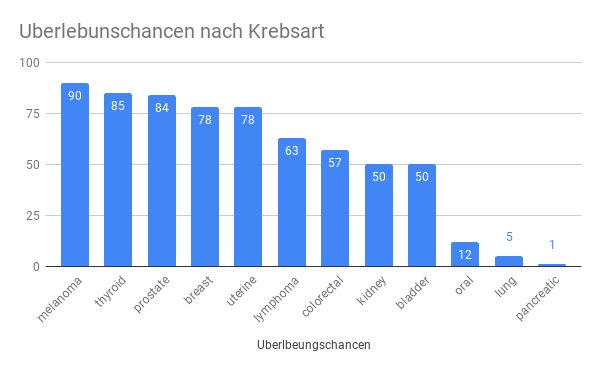 Uberlebunschancen nach Krebsart
100
75
50
25
0
90
85
84
78
78
63
57
50
50
12
5
1
melanoma
thyroid
prostate
breast
uterine
lymphoma
colorectal
kidney
bladder
oral
lung
pancreatic
Uberlbeungschancen